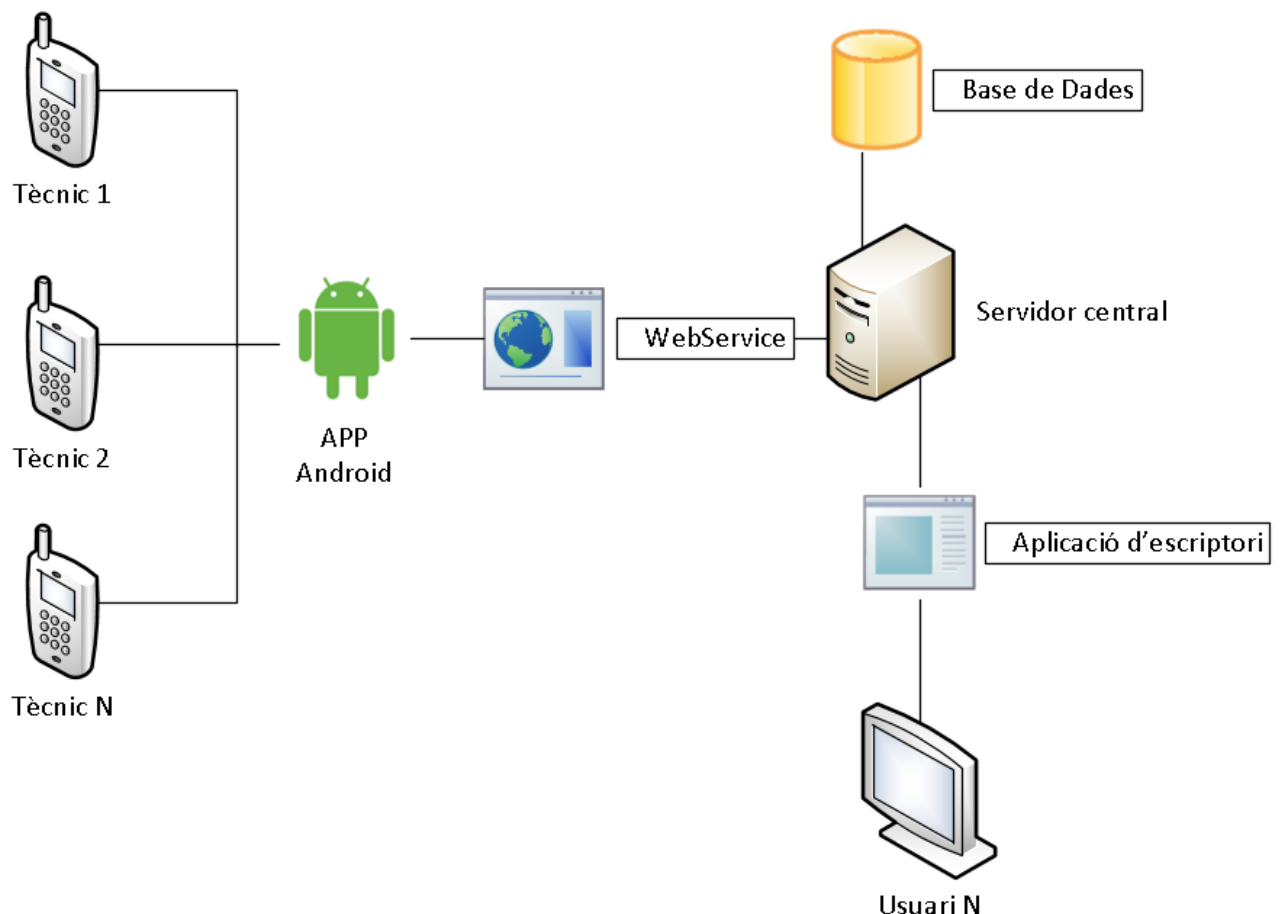 Tècnic 1
Tècnic 2
Tècnic N
APP
Android
WebService
Base de Dades
Servidor central
Aplicació d'escriptori
Usuari N